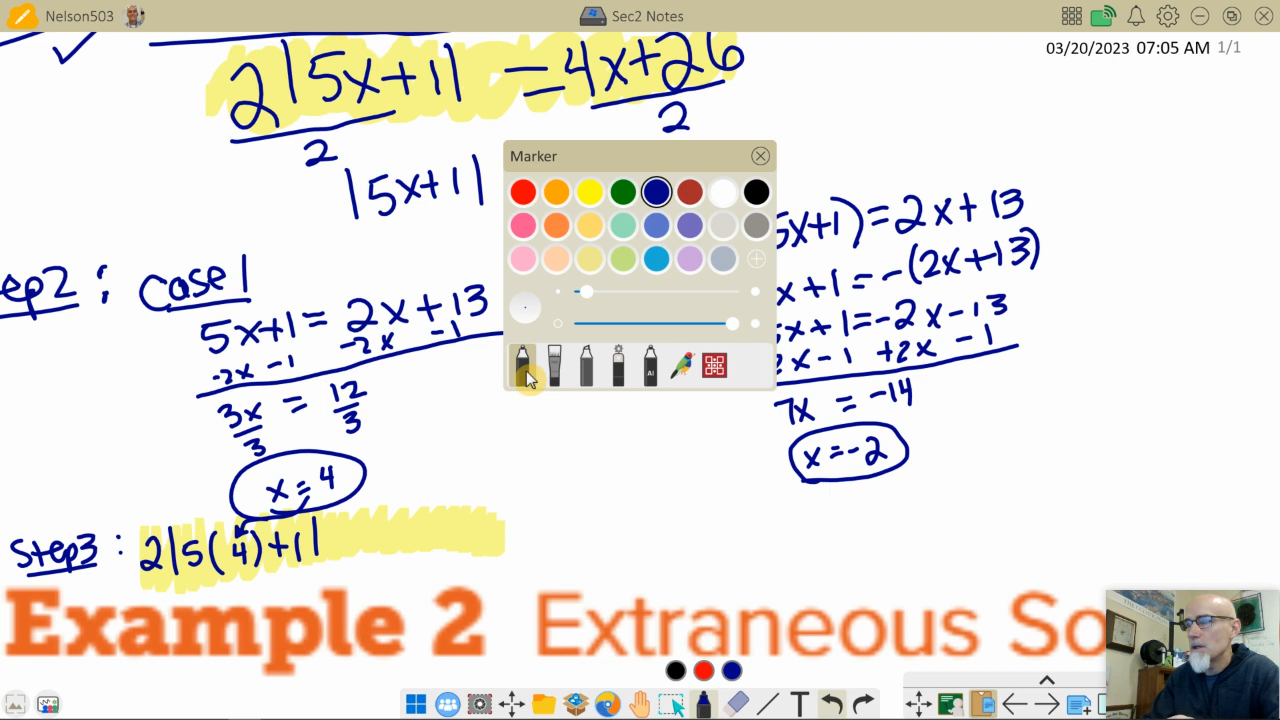 Nelson503
Sec2 Notes
03/20/2023 07:05 AM 1/1
2|5x+1| = 4x+26
2 2
|5x+1|
Marker
AI
5x+1) = 2x+13
x+1 = -(2x+13)
x+1 = -2x-13
x - 1 +2x - 1
7x = -14
x = -2
ep2 : case 1
5x+1 = 2x+13
-2x -1 -2x -1
3x = 12
3 3
x = 4
Step3 : 2|5(4)+1|
Example 2 Extraneous So